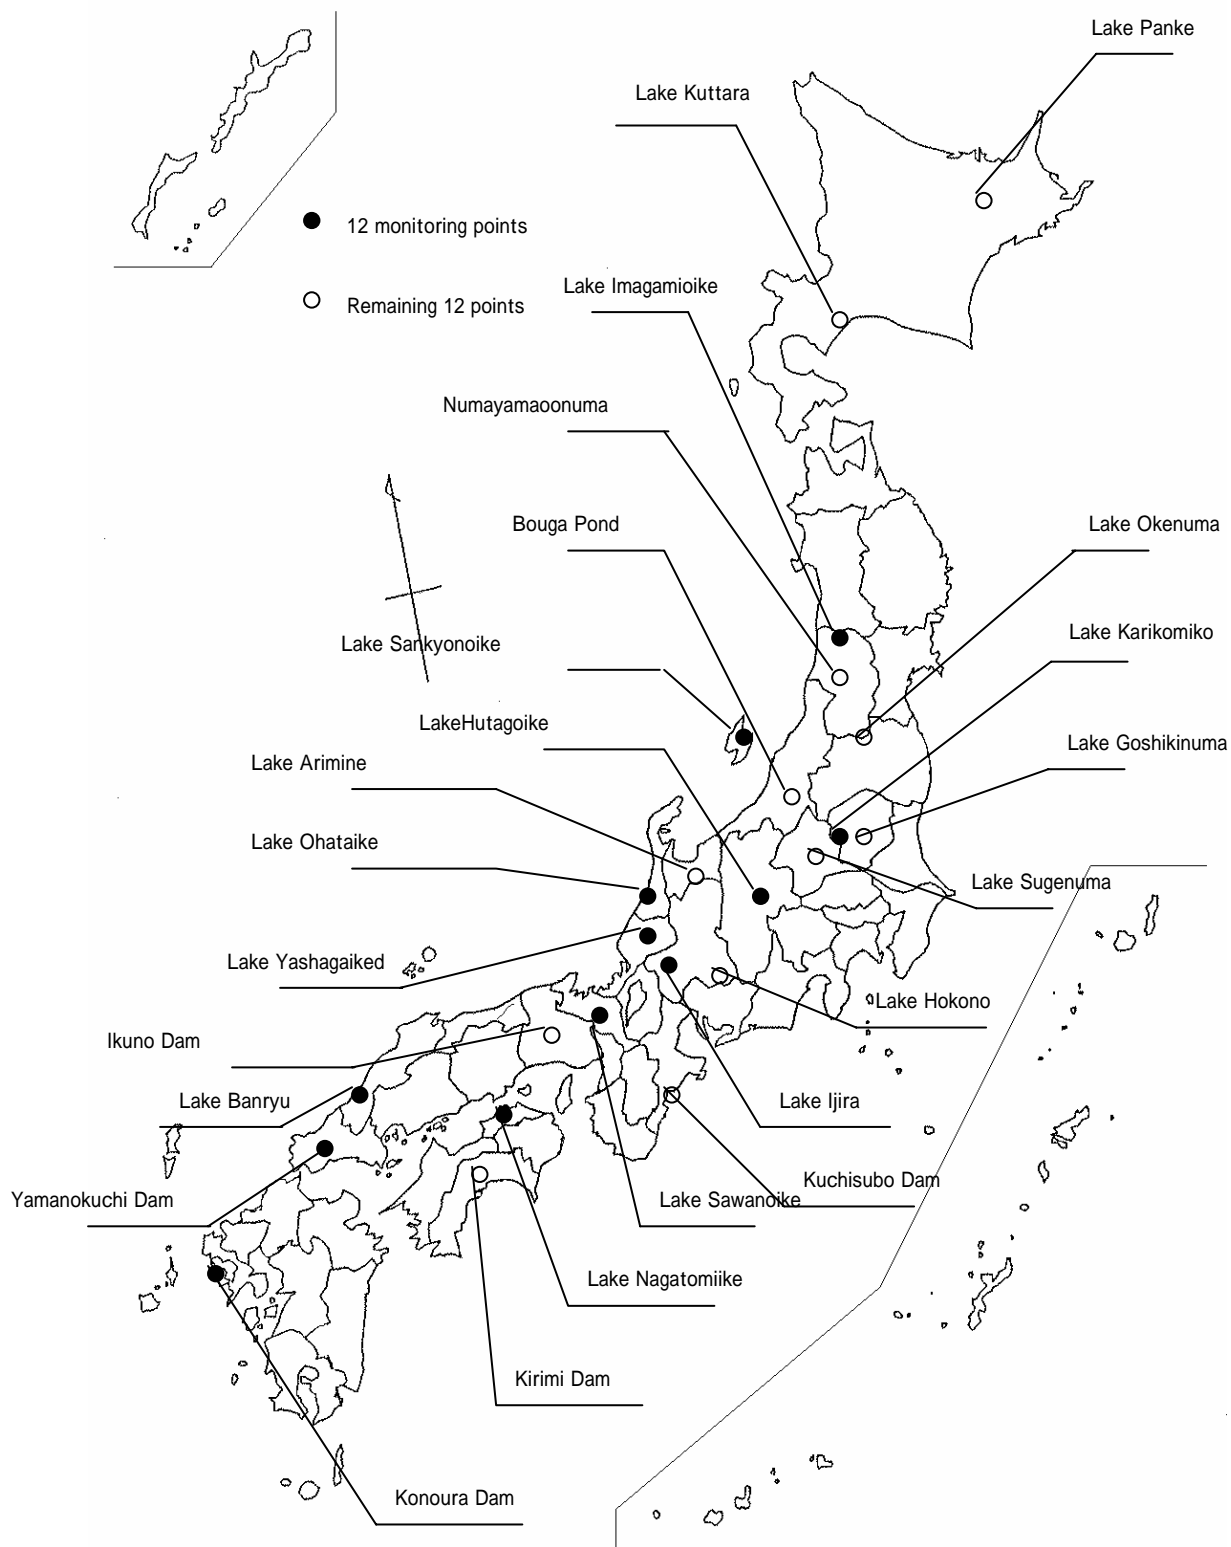 Lake Panke
Lake Kuttara
12 monitoring points
Lake Imagamioike
Remaining 12 points
Numayamaoonuma
Bouga Pond
Lake Okenuma
Lake Karikomiko
Lake Sankyonoike
LakeHutagoike
Lake Goshikinuma
Lake Arimine
Lake Ohataike
Lake Sugenuma
Lake Yashagaiked
Lake Hokono
Ikuno Dam
Lake Banryu
Lake Ijira
Kuchisubo Dam
Yamanokuchi Dam
Lake Sawanoike
Lake Nagatomiike
Kirimi Dam
Konoura Dam